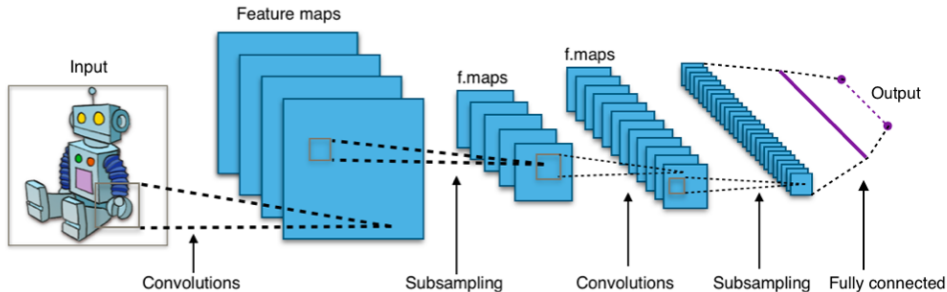 Feature maps
Input
f.maps
f.maps
Output
Convolutions
Subsampling
Convolutions
Subsampling
Fully connected